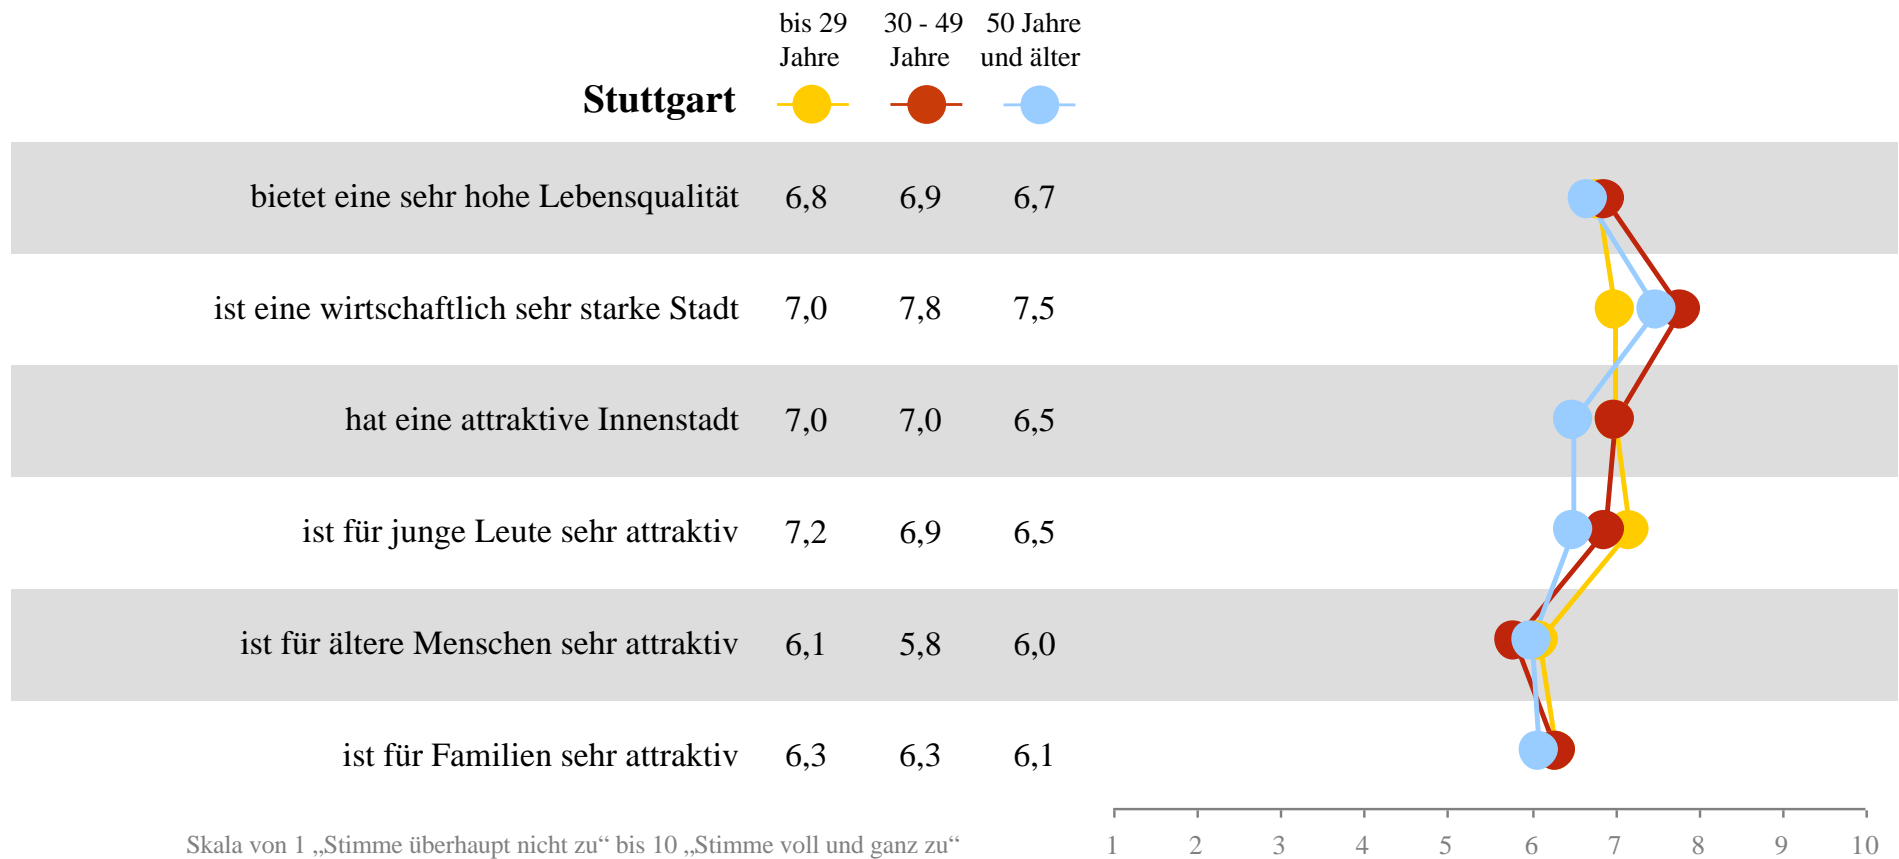 bis 29 30 - 49 50 Jahre
Jahre Jahre und älter
Stuttgart
bietet eine sehr hohe Lebensqualität 6,8 6,9 6,7
ist eine wirtschaftlich sehr starke Stadt 7,0 7,8 7,5
hat eine attraktive Innenstadt 7,0 7,0 6,5
ist für junge Leute sehr attraktiv 7,2 6,9 6,5
ist für ältere Menschen sehr attraktiv 6,1 5,8 6,0
ist für Familien sehr attraktiv 6,3 6,3 6,1
Skala von 1 „Stimme überhaupt nicht zu“ bis 10 „Stimme voll und ganz zu“ 1 2 3 4 5 6 7 8 9 10